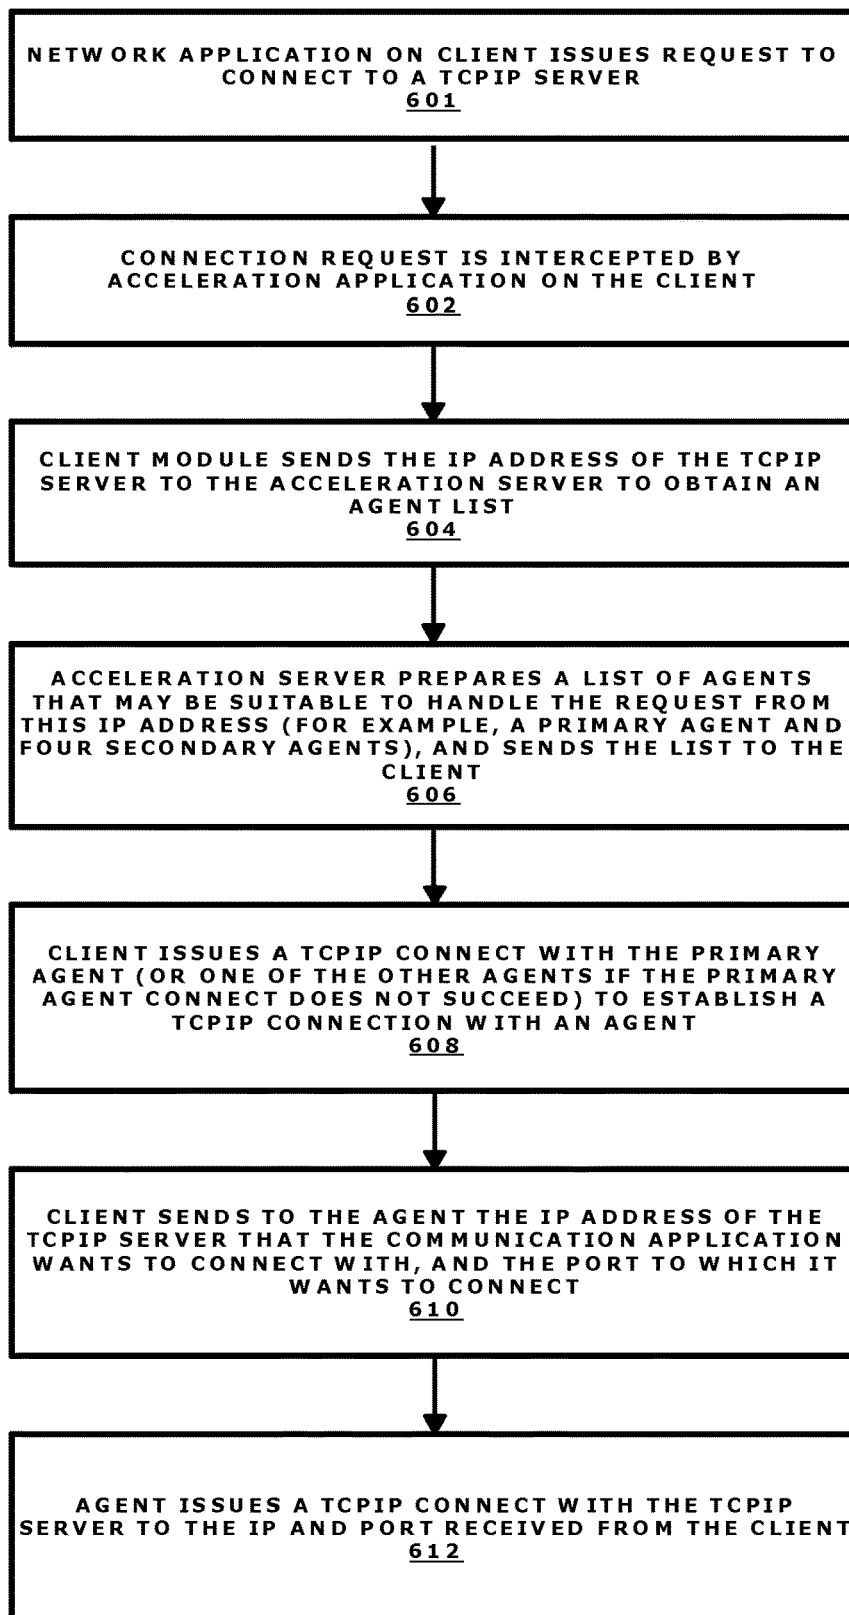 NETWORK APPLICATION ON CLIENT ISSUES REQUEST TO
CONNECT TO A TCPIP SERVER
601
CONNECTION REQUEST IS INTERCEPTED BY
ACCELERATION APPLICATION ON THE CLIENT
602
CLIENT MODULE SENDS THE IP ADDRESS OF THE TCPIP
SERVER TO THE ACCELERATION SERVER TO OBTAIN AN
AGENT LIST
604
ACCELERATION SERVER PREPARES A LIST OF AGENTS
THAT MAY BE SUITABLE TO HANDLE THE REQUEST FROM
THIS IP ADDRESS (FOR EXAMPLE, A PRIMARY AGENT AND
FOUR SECONDARY AGENTS), AND SENDS THE LIST TO THE
CLIENT
606
CLIENT ISSUES A TCPIP CONNECT WITH THE PRIMARY
AGENT (OR ONE OF THE OTHER AGENTS IF THE PRIMARY
AGENT CONNECT DOES NOT SUCCEED) TO ESTABLISH A
TCPIP CONNECTION WITH AN AGENT
608
CLIENT SENDS TO THE AGENT THE IP ADDRESS OF THE
TCPIP SERVER THAT THE COMMUNICATION APPLICATION
WANTS TO CONNECT WITH, AND THE PORT TO WHICH IT
WANTS TO CONNECT
610
AGENT ISSUES A TCPIP CONNECT WITH THE TCPIP
SERVER TO THE IP AND PORT RECEIVED FROM THE CLIENT
612